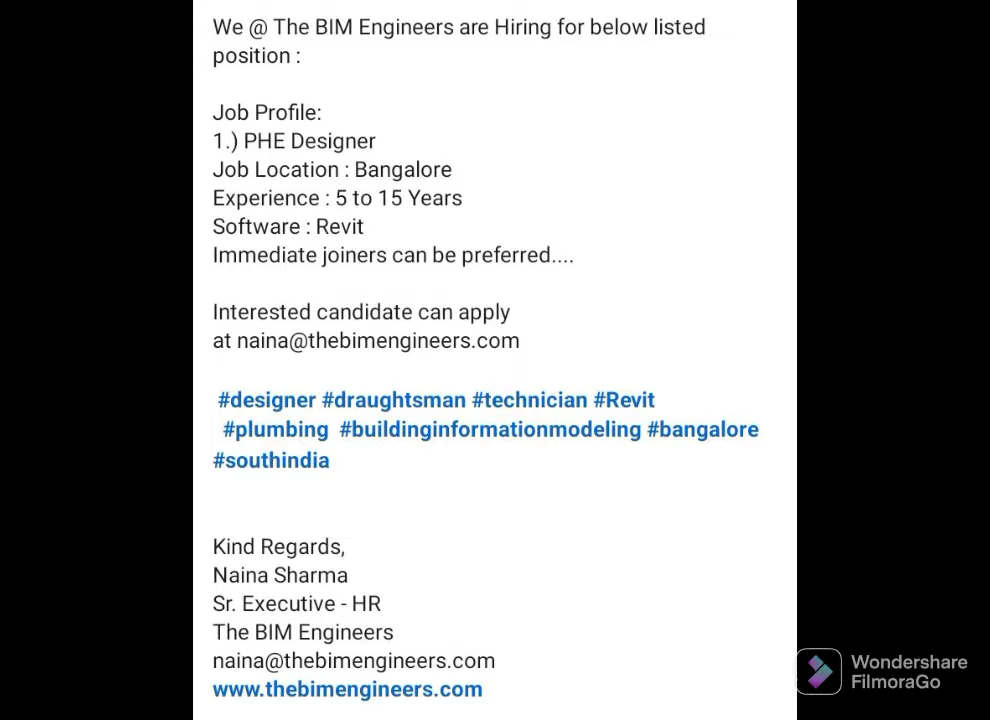 We @ The BIM Engineers are Hiring for below listed
position :
Job Profile:
1.) PHE Designer
Job Location : Bangalore
Experience : 5 to 15 Years
Software : Revit
Immediate joiners can be preferred....
Interested candidate can apply
at naina@thebimengineers.com
#designer #draughtsman #technician #Revit
#plumbing #buildinginformationmodeling #bangalore
#southindia
Kind Regards,
Naina Sharma
Sr. Executive - HR
The BIM Engineers
naina@thebimengineers.com
www.thebimengineers.com
Wondershare
FilmoraGo